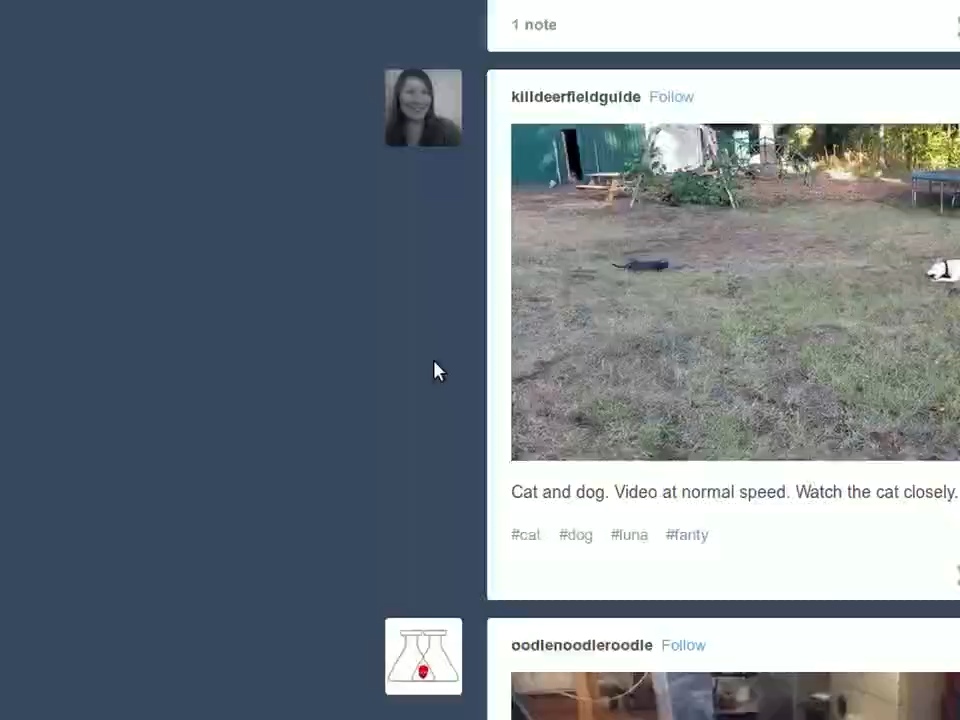 1 note
killdeerfieldguide Follow
Cat and dog. Video at normal speed. Watch the cat closely.
#cat #dog #luna #fanty
oodlenoodleroodle Follow